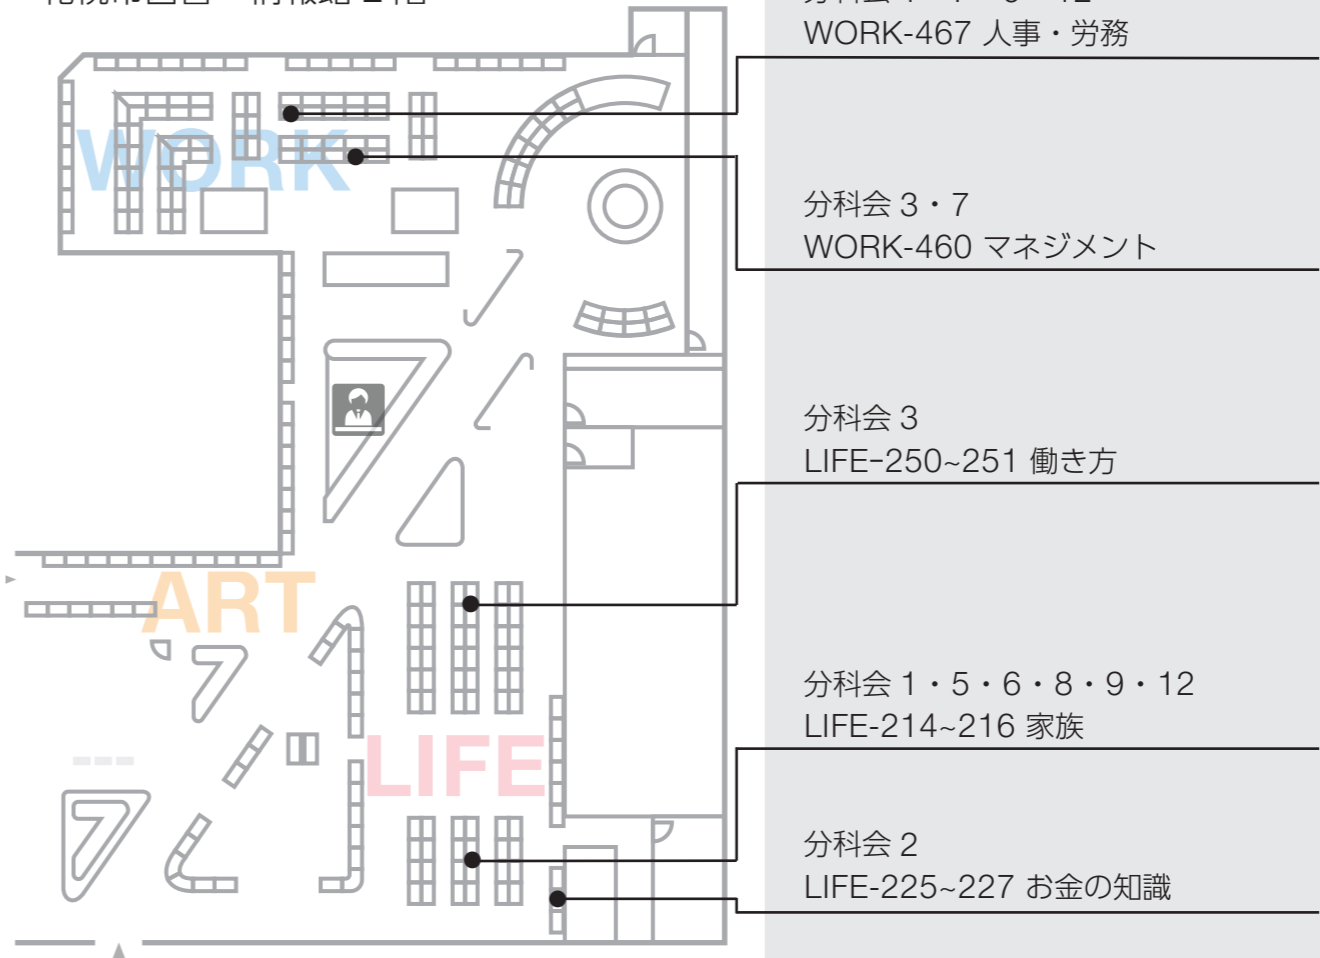 WORK-467 人事・労務
WORK
分科会 3・7
WORK-460 マネジメント
分科会 3
LIFE-250~251 働き方
ART
分科会 1・5・6・8・9・12
LIFE-214~216 家族
LIFE
分科会 2
LIFE-225~227 お金の知識